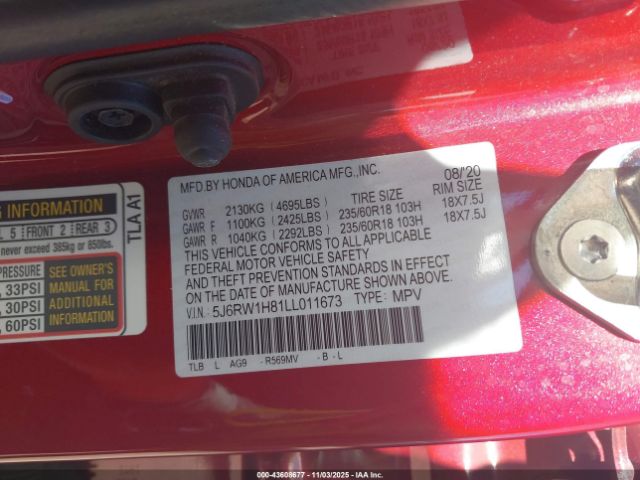 MFD.BY HONDA OF AMERICA MFG.,INC. 08/'20
GVWR 2130KG (4695LBS) TIRE SIZE RIM SIZE
GAWR F 1100KG (2425LBS) 235/60R18 103H 18X7.5J
GAWR R 1040KG (2292LBS) 235/60R18 103H 18X7.5J
THIS VEHICLE CONFORMS TO ALL APPLICABLE
FEDERAL MOTOR VEHICLE SAFETY
AND THEFT PREVENTION STANDARDS IN EFFECT
ON THE DATE OF MANUFACTURE SHOWN ABOVE.
V.I.N.: 5J6RW1H81LL011673 TYPE: MPV
TLB L AG9 - R569MV - B - L
INFORMATION
5 FRONT 2 REAR 3
never exceed 385kg or 850lbs.
TLA A1
PRESSURE
33PSI
PSI
60PSI
SEE OWNER'S
MANUAL FOR
ADDITIONAL
INFORMATION
000-43608677 - 11/03/2025 - IAA Inc.